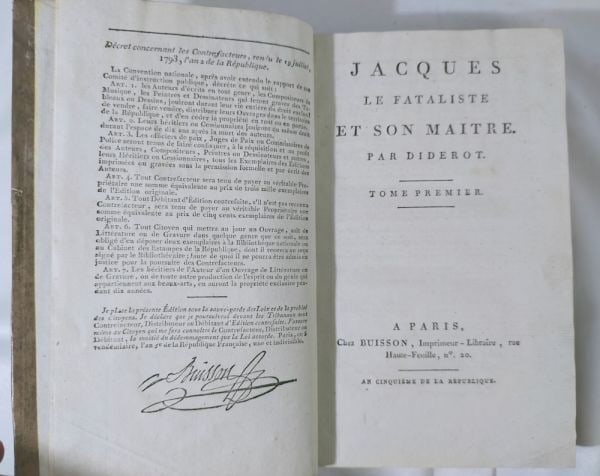 Décret concernant les Contrefacteurs, rendu le 19 Juillet,
1793, l'an 2 de la République.
La Convention nationale, après avoir entendu le rapport de son
Comité d'instruction publique, décrète ce qui suit:
ART. 1. les Auteurs d'écrits en tout genre, les Compositeurs de
Musique, les Peintres et Dessinateurs qui feront graver des Ta-
bleaux ou Dessins, jouiront durant leur vie entière du droit exclusif
de vendre, faire vendre, distribuer leurs Ouvrages dans le territoire
de la République, et d'en céder la propriété en tout ou en partie.
ART. 2. Leurs héritiers ou Cessionnaires jouiront du même droit
durant l'espace de dix ans après la mort des auteurs.
ART. 3. Les officiers de paix, Juges de Paix ou Commissaires de
Police seront tenus de faire confisquer, à la réquisition et au profit
des Auteurs, Compositeurs, Peintres ou Dessinateurs et autres,
leurs Héritiers ou Cessionnaires, tous les Exemplaires des Éditions
imprimées ou gravées sans la permission formelle et par écrit des
Auteurs.
ART. 4. Tout Contrefacteur sera tenu de payer au véritable Pro-
priétaire une somme équivalente au prix de trois mille exemplaires
de l'Édition originale.
ART. 5. Tout Débitant d'Édition contrefaite, s'il n'est pas reconnu
Contrefacteur, sera tenu de payer au véritable Propriétaire une
somme équivalente au prix de cinq cents exemplaires de l'Édition
originale.
ART. 6. Tout Citoyen qui mettra au jour un Ouvrage, soit de
Littérature ou de Gravure dans quelque genre que ce soit, sera
obligé d'en déposer deux exemplaires à la Bibliothèque nationale ou
au Cabinet des Estampes de la République, dont il recevra un reçu
signé par le Bibliothécaire; faute de quoi il ne pourra être admis en
justice pour la poursuite des Contrefacteurs.
ART. 7. Les héritiers de l'Auteur d'un Ouvrage de Littérature ou
de Gravure, ou de toute autre production de l'esprit ou du génie qui
appartiennent aux beaux-arts, en auront la propriété exclusive pen-
dant dix années.
Je place la présente Édition sous la sauve-garde des Loix et de la probité
des Citoyens. Je déclare que je poursuivrai devant les Tribunaux tout
Contrefacteur, Distributeur ou Débitant d'Édition contrefaite. J'assure
même au Citoyen qui me fera connaître le Contrefacteur, Distributeur ou
Débitant, la moitié du dédommagement que la Loi accorde. Paris, ce
vendemiaire, l'an 5e de la République Française, une et indivisible.
Buisson
JACQUES
LE FATALISTE
ET SON MAITRE.
PAR DIDEROT.
TOME PREMIER.
A PARIS,
Chez BUISSON, Imprimeur-Libraire, rue
Haute-Feuille, n°. 20.
AN CINQUIÈME DE LA RÉPUBLIQUE.